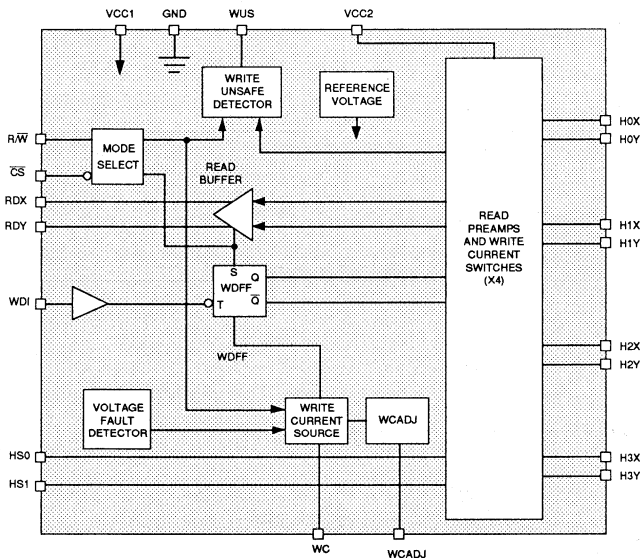 VCC1
GND
WUS
VCC2
WRITE
UNSAFE
DETECTOR
REFERENCE
VOLTAGE
R/W̅
MODE
SELECT
C̅S̅
READ
BUFFER
RDX
RDY
H0X
H0Y
H1X
H1Y
READ
PREAMPS
AND WRITE
CURRENT
SWITCHES
(X4)
S
WDFF
Q
Q̅
T
WDI
WDFF
H2X
H2Y
VOLTAGE
FAULT
DETECTOR
WRITE
CURRENT
SOURCE
WCADJ
HS0
HS1
H3X
H3Y
WC
WCADJ